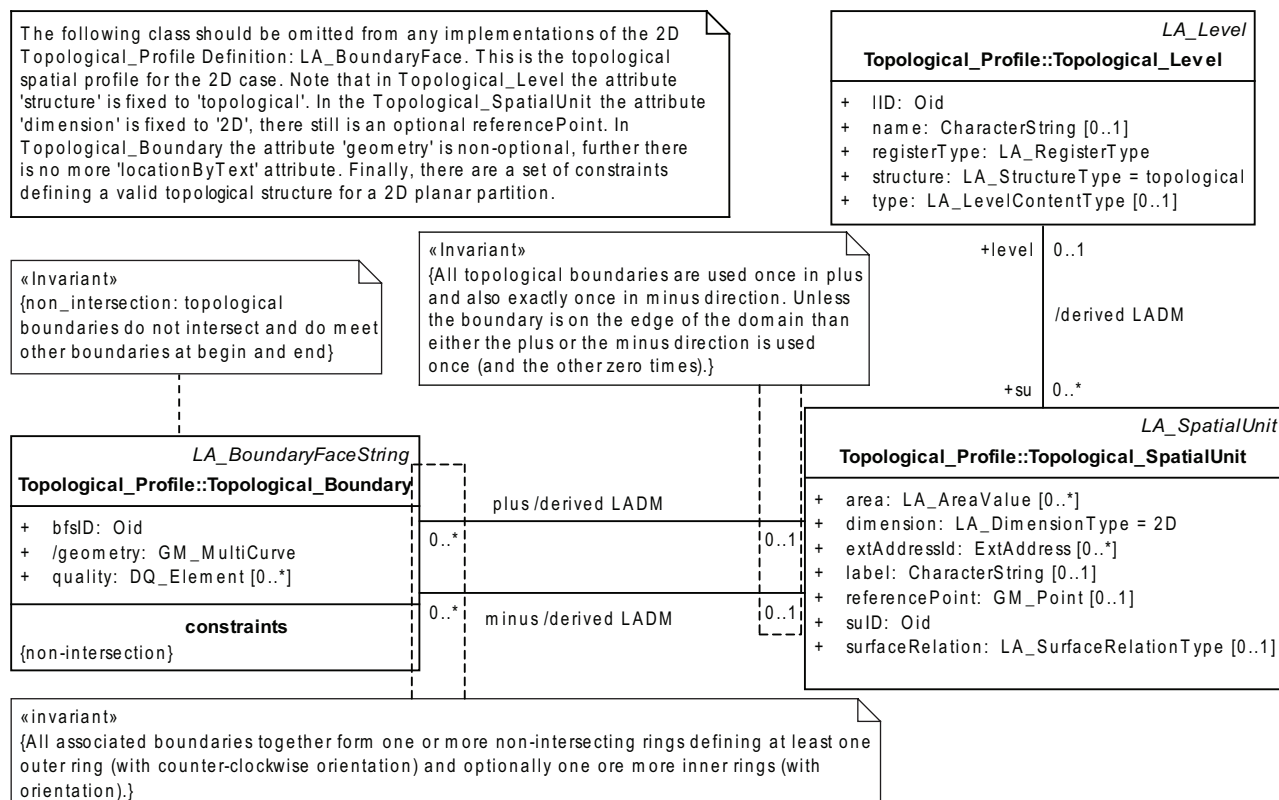 The following class should be omitted from any implementations of the 2D
Topological_Profile Definition: LA_BoundaryFace. This is the topological
spatial profile for the 2D case. Note that in Topological_Level the attribute
'structure' is fixed to 'topological'. In the Topological_SpatialUnit the attribute
'dimension' is fixed to '2D', there still is an optional referencePoint. In
Topological_Boundary the attribute 'geometry' is non-optional, further there
is no more 'locationByText' attribute. Finally, there are a set of constraints
defining a valid topological structure for a 2D planar partition.
LA_Level
Topological_Profile::Topological_Level
+ lID: Oid
+ name: CharacterString [0..1]
+ registerType: LA_RegisterType
+ structure: LA_StructureType = topological
+ type: LA_LevelContentType [0..1]
«Invariant»
{non_intersection: topological
boundaries do not intersect and do meet
other boundaries at begin and end}
«Invariant»
{All topological boundaries are used once in plus
and also exactly once in minus direction. Unless
the boundary is on the edge of the domain than
either the plus or the minus direction is used
once (and the other zero times).}
+level 0..1
/derived LADM
+su 0..*
LA_BoundaryFaceString
Topological_Profile::Topological_Boundary
+ bfsID: Oid
+ /geometry: GM_MultiCurve
+ quality: DQ_Element [0..*]
constraints
{non-intersection}
plus /derived LADM
0..* 0..1
0..* minus /derived LADM 0..1
LA_SpatialUnit
Topological_Profile::Topological_SpatialUnit
+ area: LA_AreaValue [0..*]
+ dimension: LA_DimensionType = 2D
+ extAddressId: ExtAddress [0..*]
+ label: CharacterString [0..1]
+ referencePoint: GM_Point [0..1]
+ suID: Oid
+ surfaceRelation: LA_SurfaceRelationType [0..1]
«invariant»
{All associated boundaries together form one or more non-intersecting rings defining at least one
outer ring (with counter-clockwise orientation) and optionally one ore more inner rings (with
orientation).}